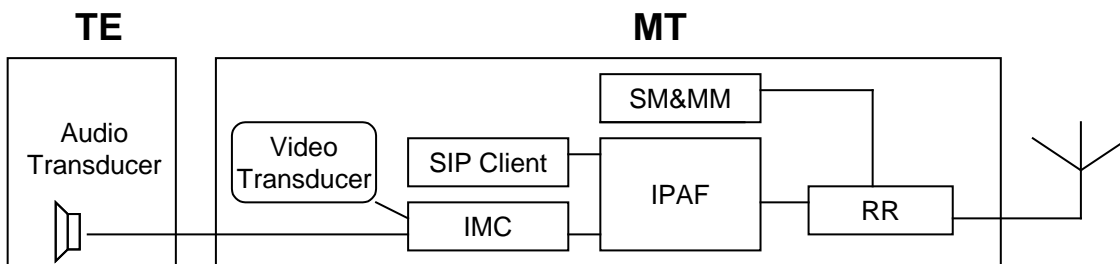 TE
MT
Audio
Transducer
Video
Transducer
SM&MM
SIP Client
IMC
IPAF
RR